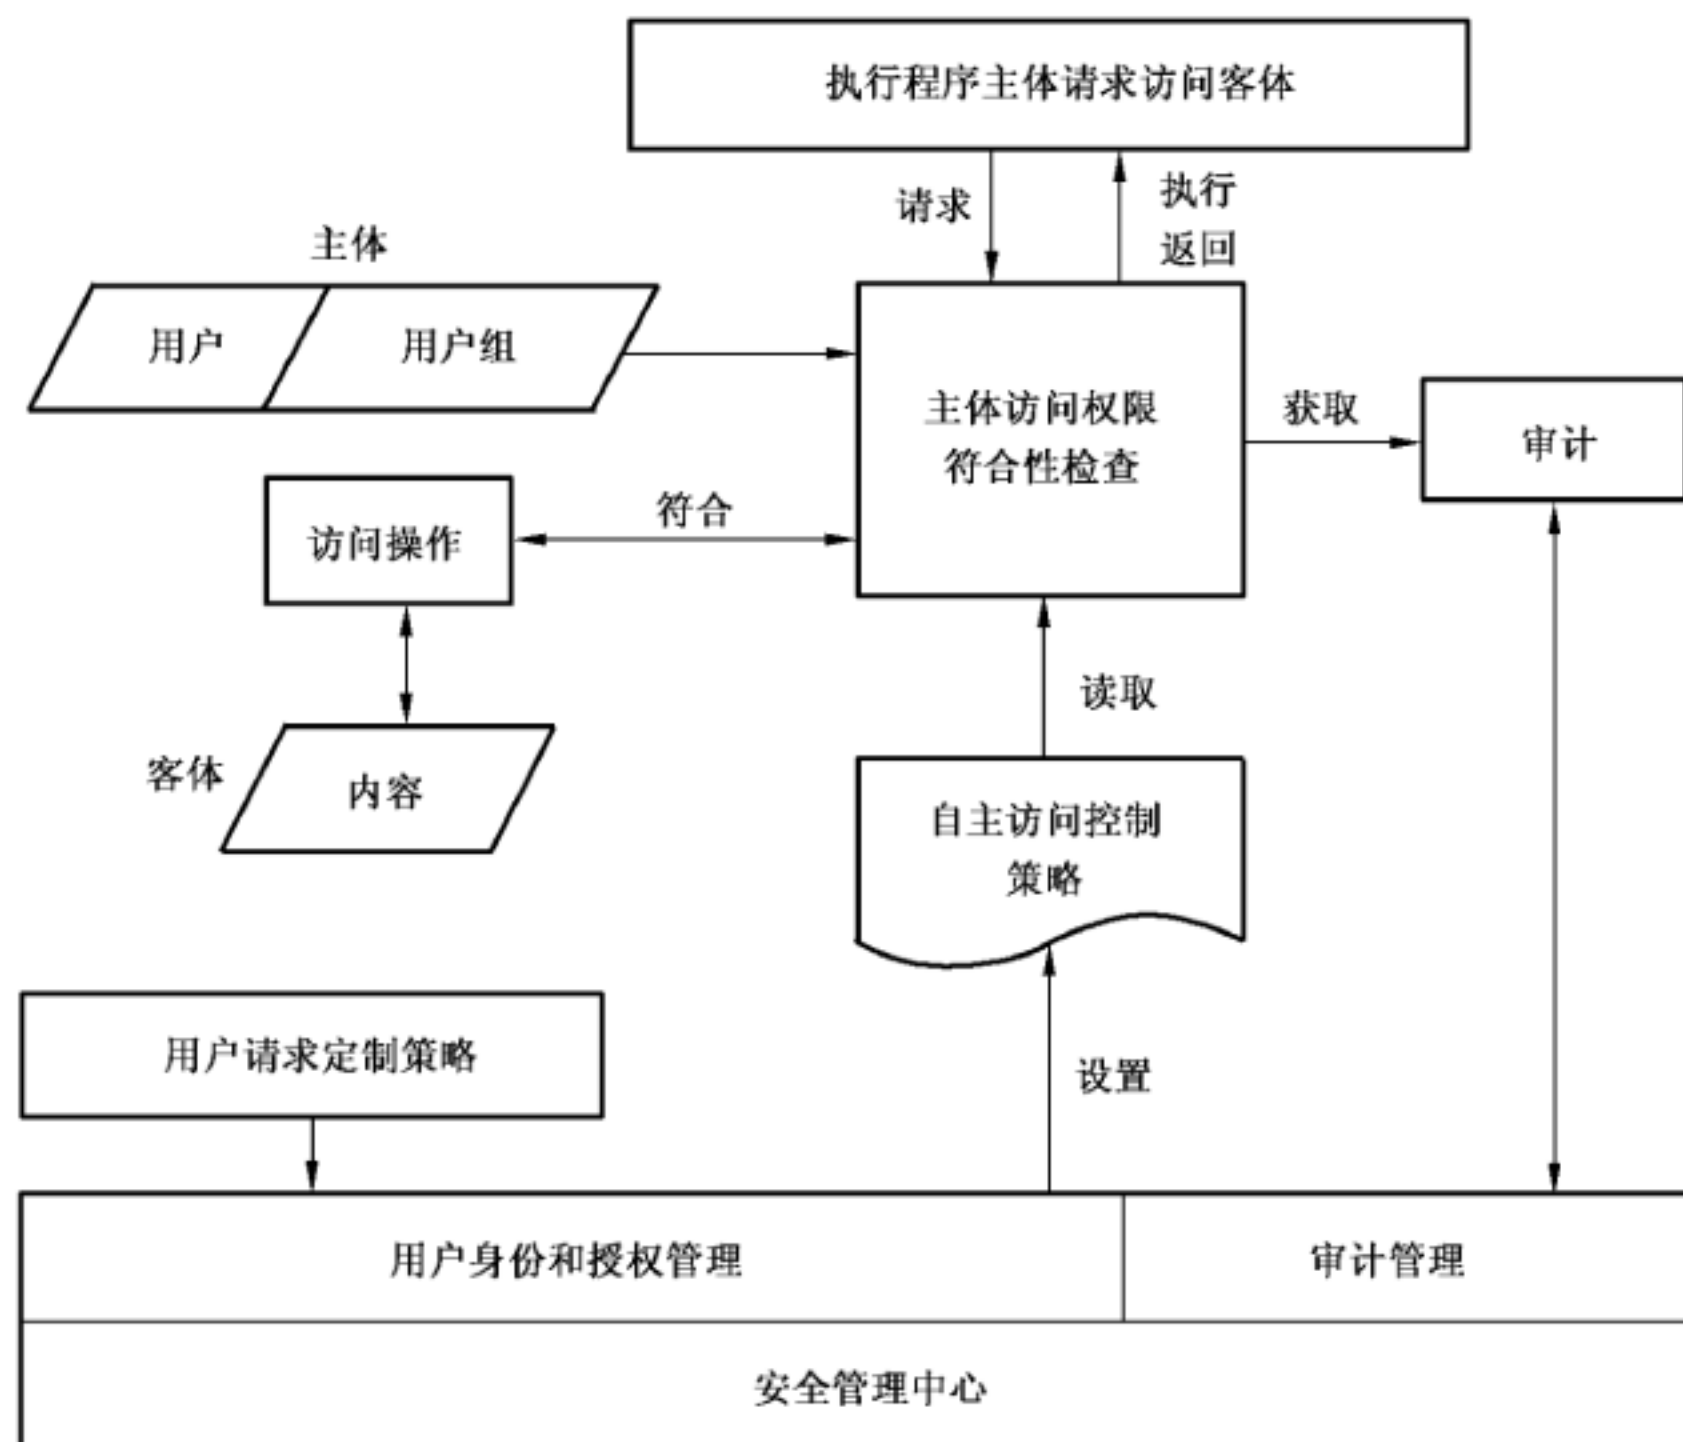 执行程序主体请求访问客体
请求
执行
返回
主体
用户
用户组
主体访问权限
符合性检查
获取
审计
符合
访问操作
读取
客体
内容
自主访问控制
策略
用户请求定制策略
设置
用户身份和授权管理
审计管理
安全管理中心